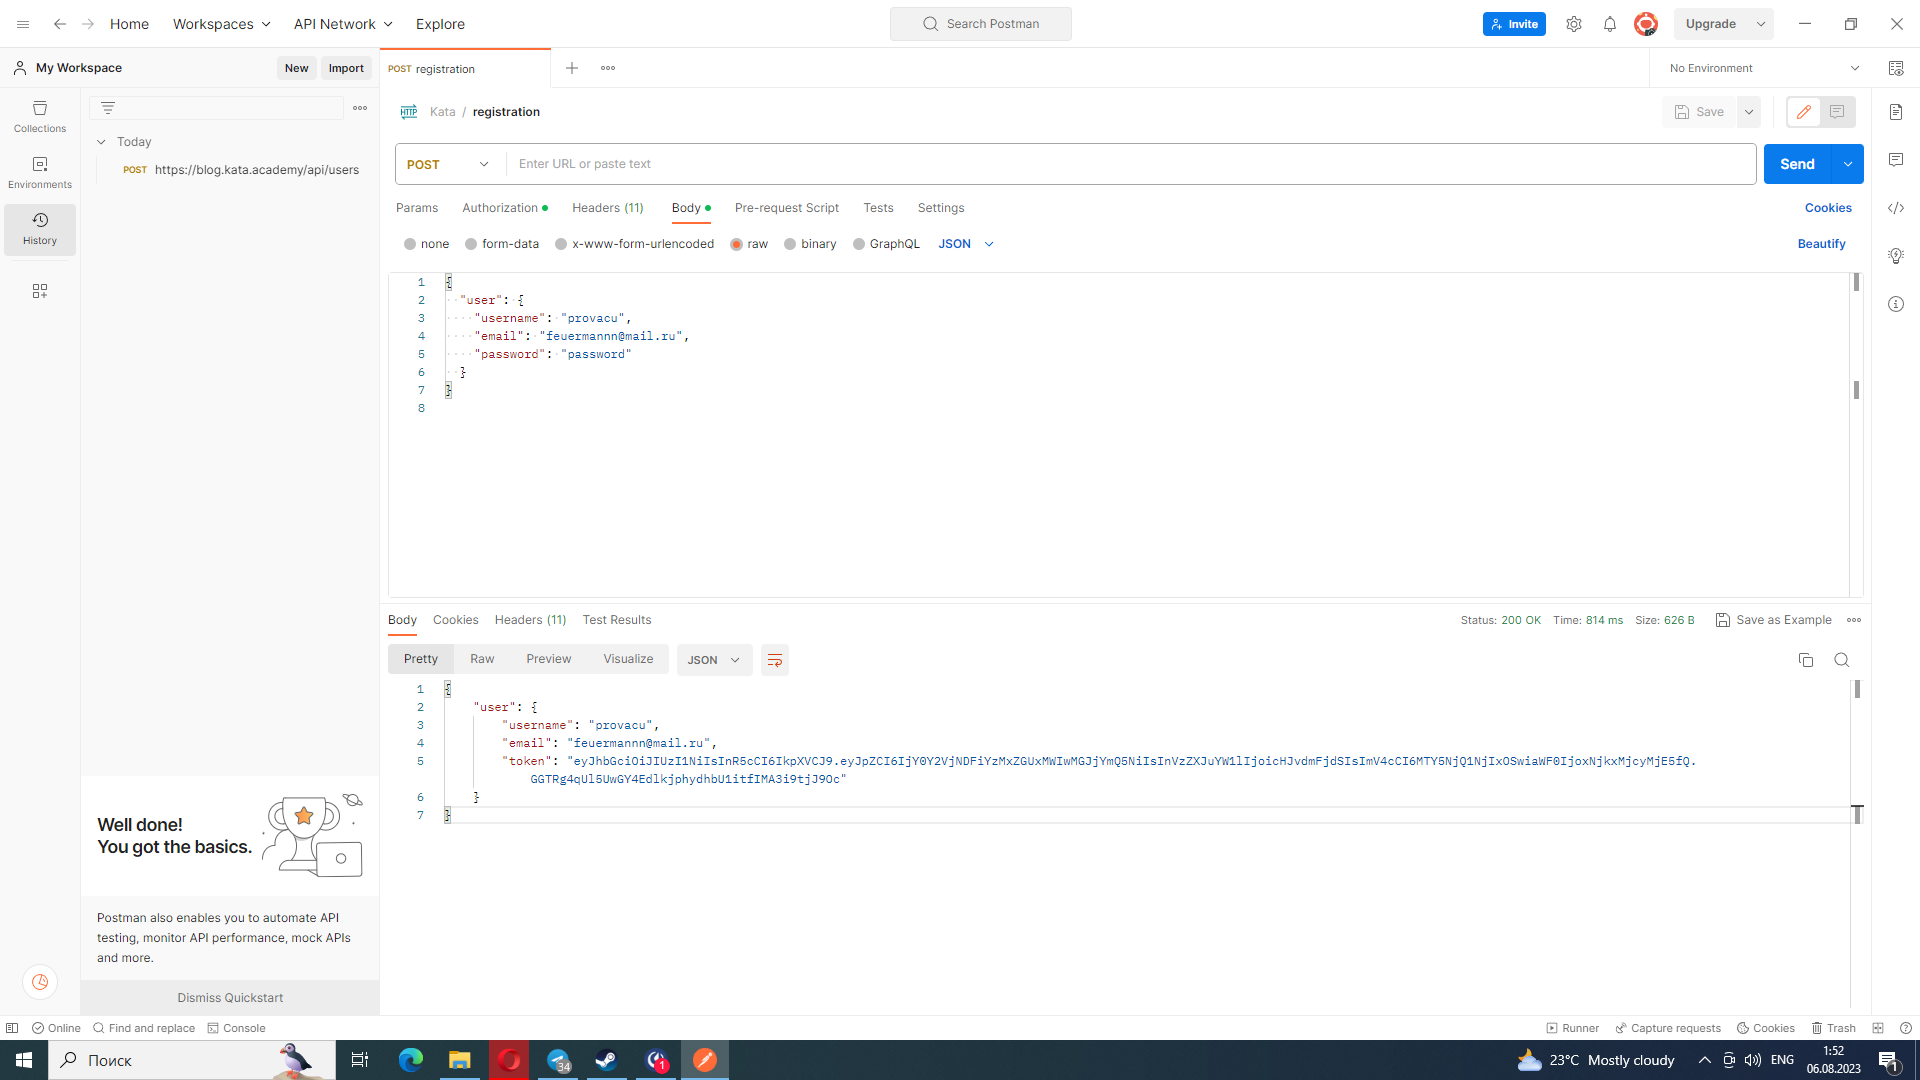 Home
Workspaces
API Network
Explore
Search Postman
Invite
Upgrade
My Workspace
New
Import
POST registration
No Environment
Kata / registration
Save
Collections
Environments
History
Today
POST https://blog.kata.academy/api/users
POST
Enter URL or paste text
Send
Params
Authorization
Headers (11)
Body
Pre-request Script
Tests
Settings
Cookies
none
form-data
x-www-form-urlencoded
raw
binary
GraphQL
JSON
Beautify
1 {
2 "user": {
3 "username": "provacu",
4 "email": "feuermannn@mail.ru",
5 "password": "password"
6 }
7 }
8
Body
Cookies
Headers (11)
Test Results
Status: 200 OK
Time: 814 ms
Size: 626 B
Save as Example
Pretty
Raw
Preview
Visualize
JSON
1 {
2 "user": {
3 "username": "provacu",
4 "email": "feuermannn@mail.ru",
5 "token": "eyJhbGciOiJIUzI1NiIsInR5cCI6IkpXVCJ9.eyJpZCI6IjY0Y2VjNDFiYzMxZGUxMWIwMGJjYmQ5NiIsInVzZXJuYW1lIjoicHJvdmFjdSIsImV4cCI6MTY5NjQ1NjIxOSwiaWF0IjoxNjkxMjcyMjE5fQ.
GGTRg4qUl5UwGY4EdlkjphydhbU1itfIMA3i9tjJ9Oc"
6 }
7 }
Well done!
You got the basics.
Postman also enables you to automate API
testing, monitor API performance, mock APIs
and more.
Dismiss Quickstart
Online
Find and replace
Console
Runner
Capture requests
Cookies
Trash
Поиск
34
1
23°C Mostly cloudy
ENG
1:52
06.08.2023
1